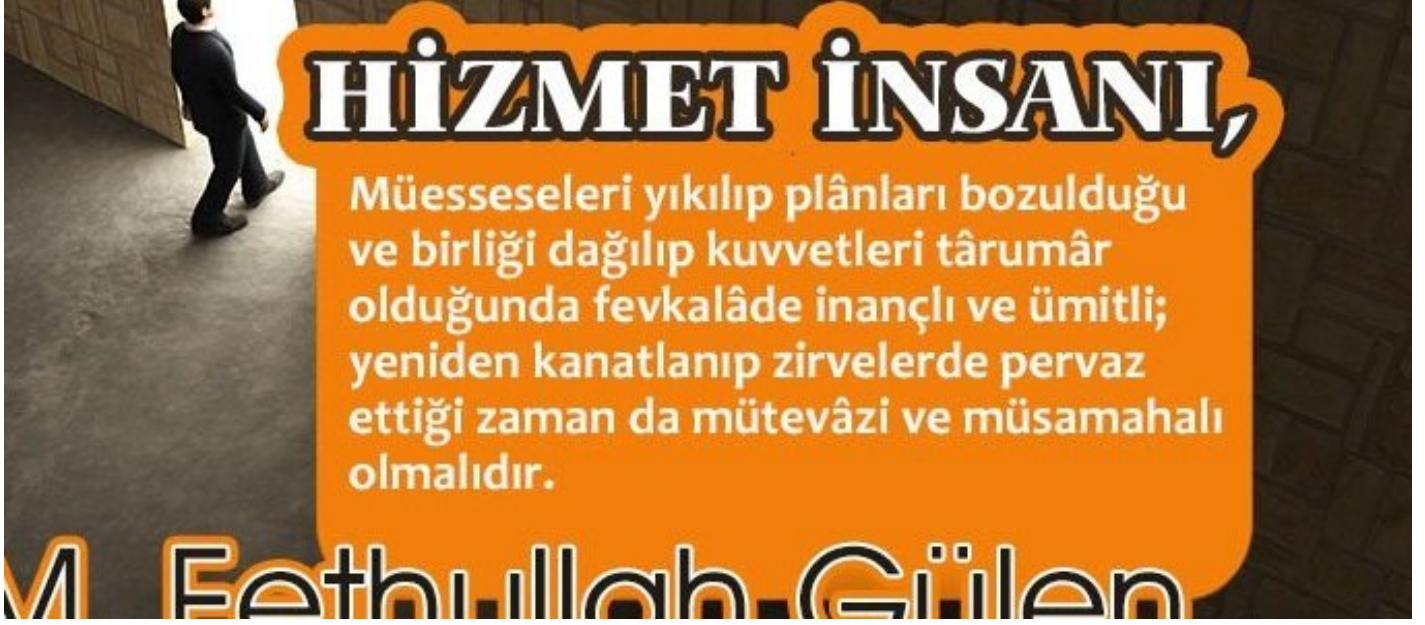 HİZMET İNSANI,
Müesseseleri yıkılıp plânları bozulduğu
ve birliği dağılıp kuvvetleri târumâr
olduğunda fevkalâde inançlı ve ümitli;
yeniden kanatlanıp zirvelerde pervaz
ettiği zaman da mütevâzi ve müsamahalı
olmalıdır.
M. Fethullah Gülen